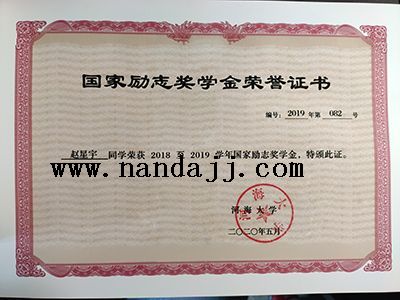 国家励志奖学金荣誉证书
编号：2019 年第 082 号
赵星宇 同学荣获 2018 至 2019 学年国家励志奖学金，特颁此证。
www.nandajj.com
河海大学
二〇二〇年五月